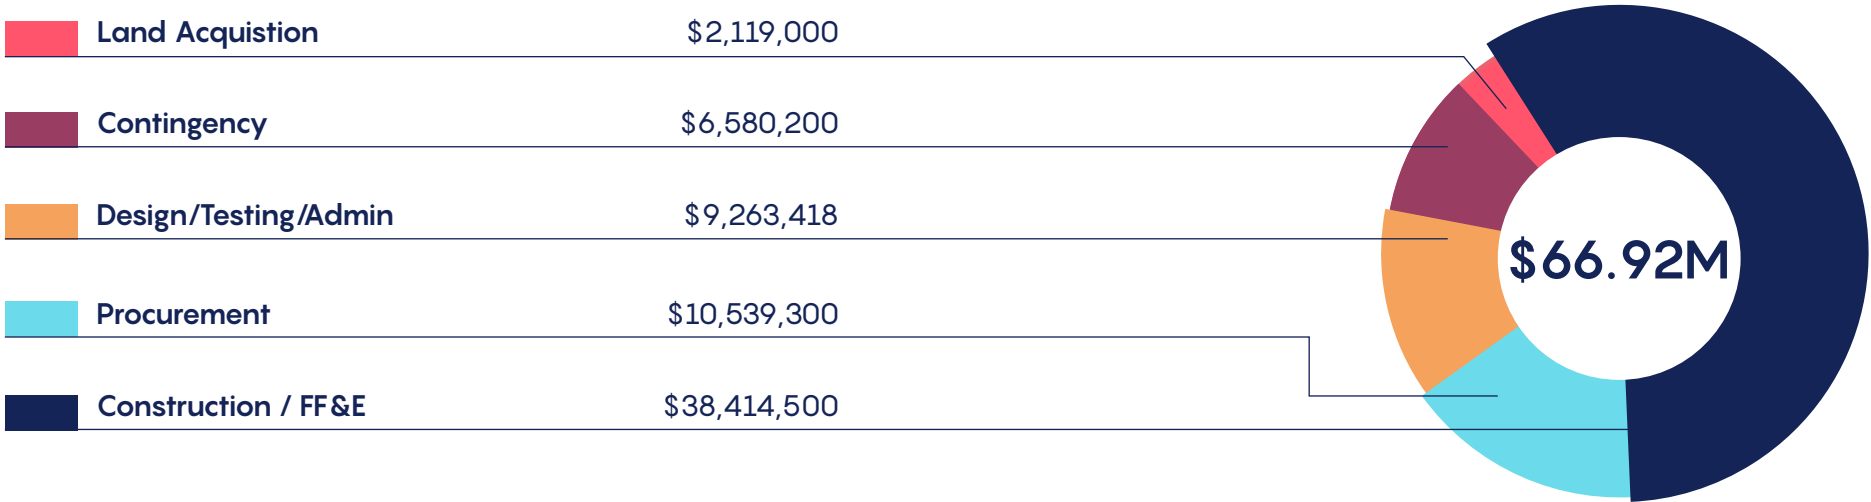 Land Acquistion $2,119,000
Contingency $6,580,200
Design/Testing/Admin $9,263,418
$66.92M
Procurement $10,539,300
Construction / FF&E $38,414,500